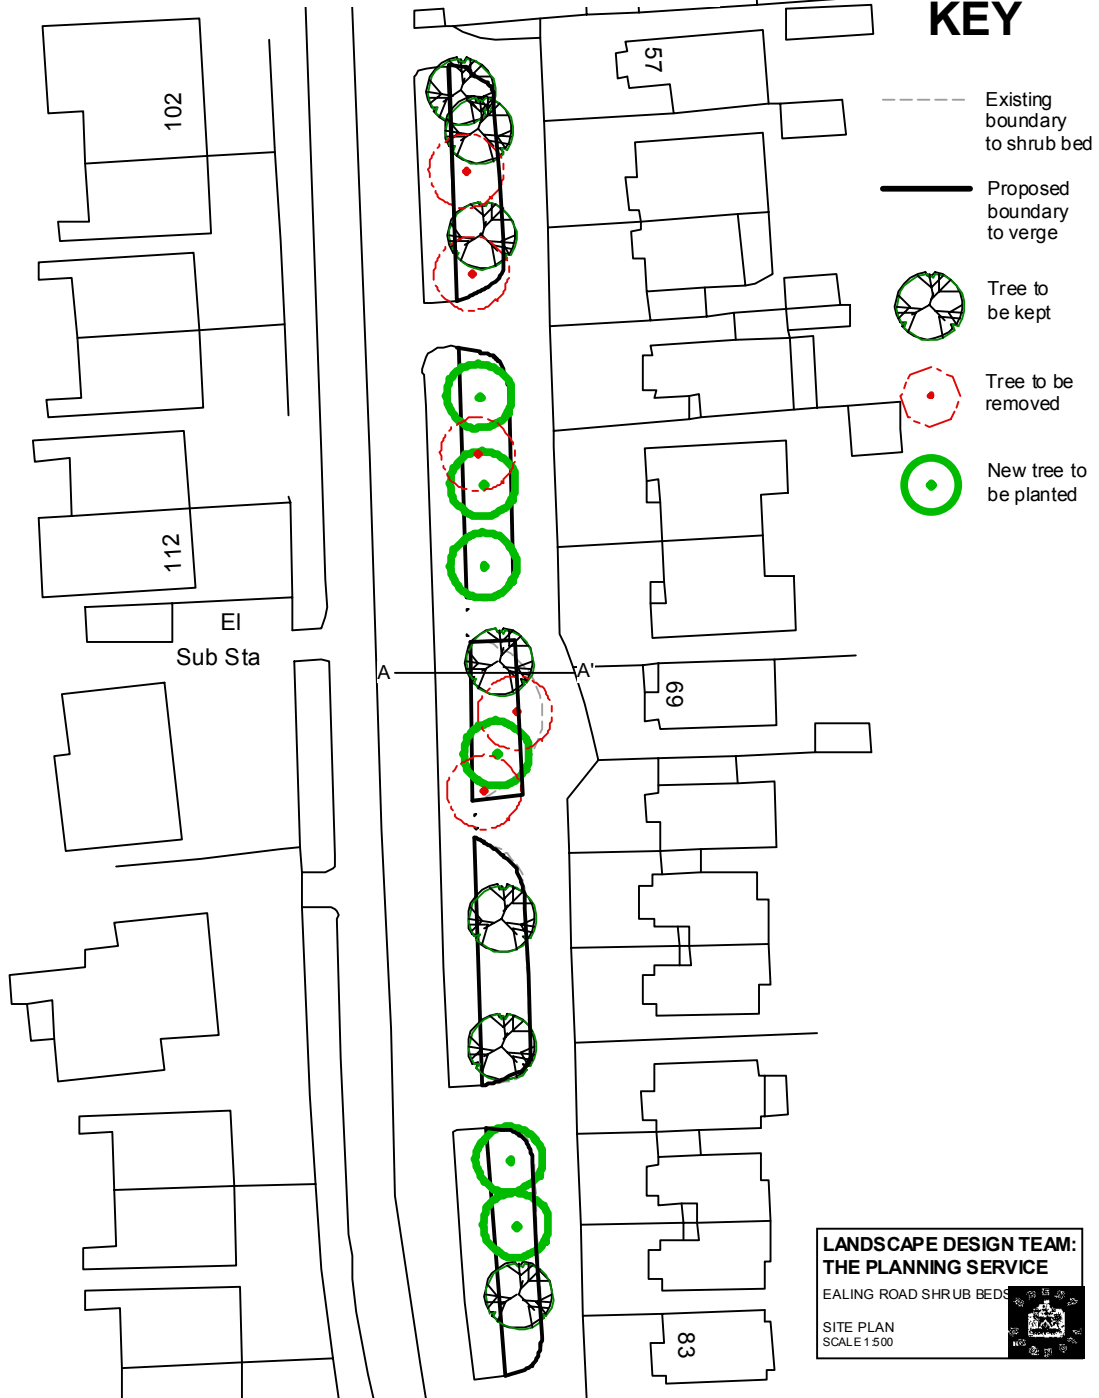 KEY
Existing
boundary
to shrub bed
Proposed
boundary
to verge
Tree to
be kept
Tree to be
removed
New tree to
be planted
57
102
112
El
Sub Sta
A
A'
69
83
LANDSCAPE DESIGN TEAM:
THE PLANNING SERVICE
EALING ROAD SHRUB BEDS
SITE PLAN
SCALE 1:500